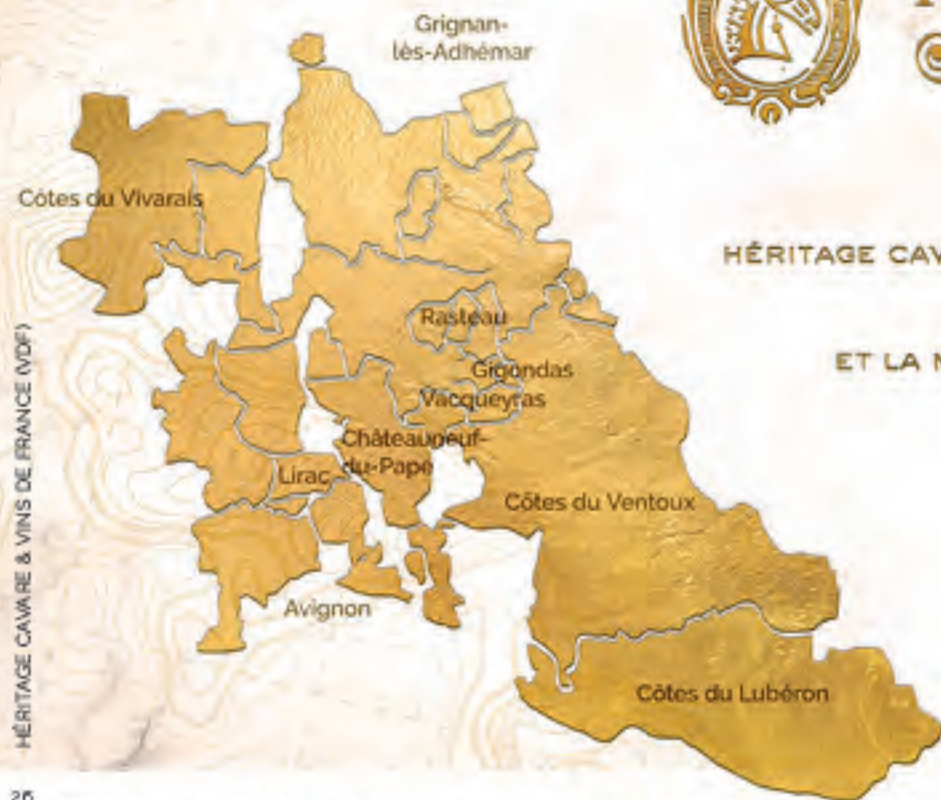 Grignan-
lès-Adhémar
Côtes du Vivarais
HÉRITAGE CAV
Rasteau
ET LA
Gigondas
Vacqueyras
Châteauneuf-
du-Pape
Lirac
Côtes du Ventoux
Avignon
Côtes du Lubéron
HÉRITAGE CAVARE & VINS DE FRANCE (VDF)
26